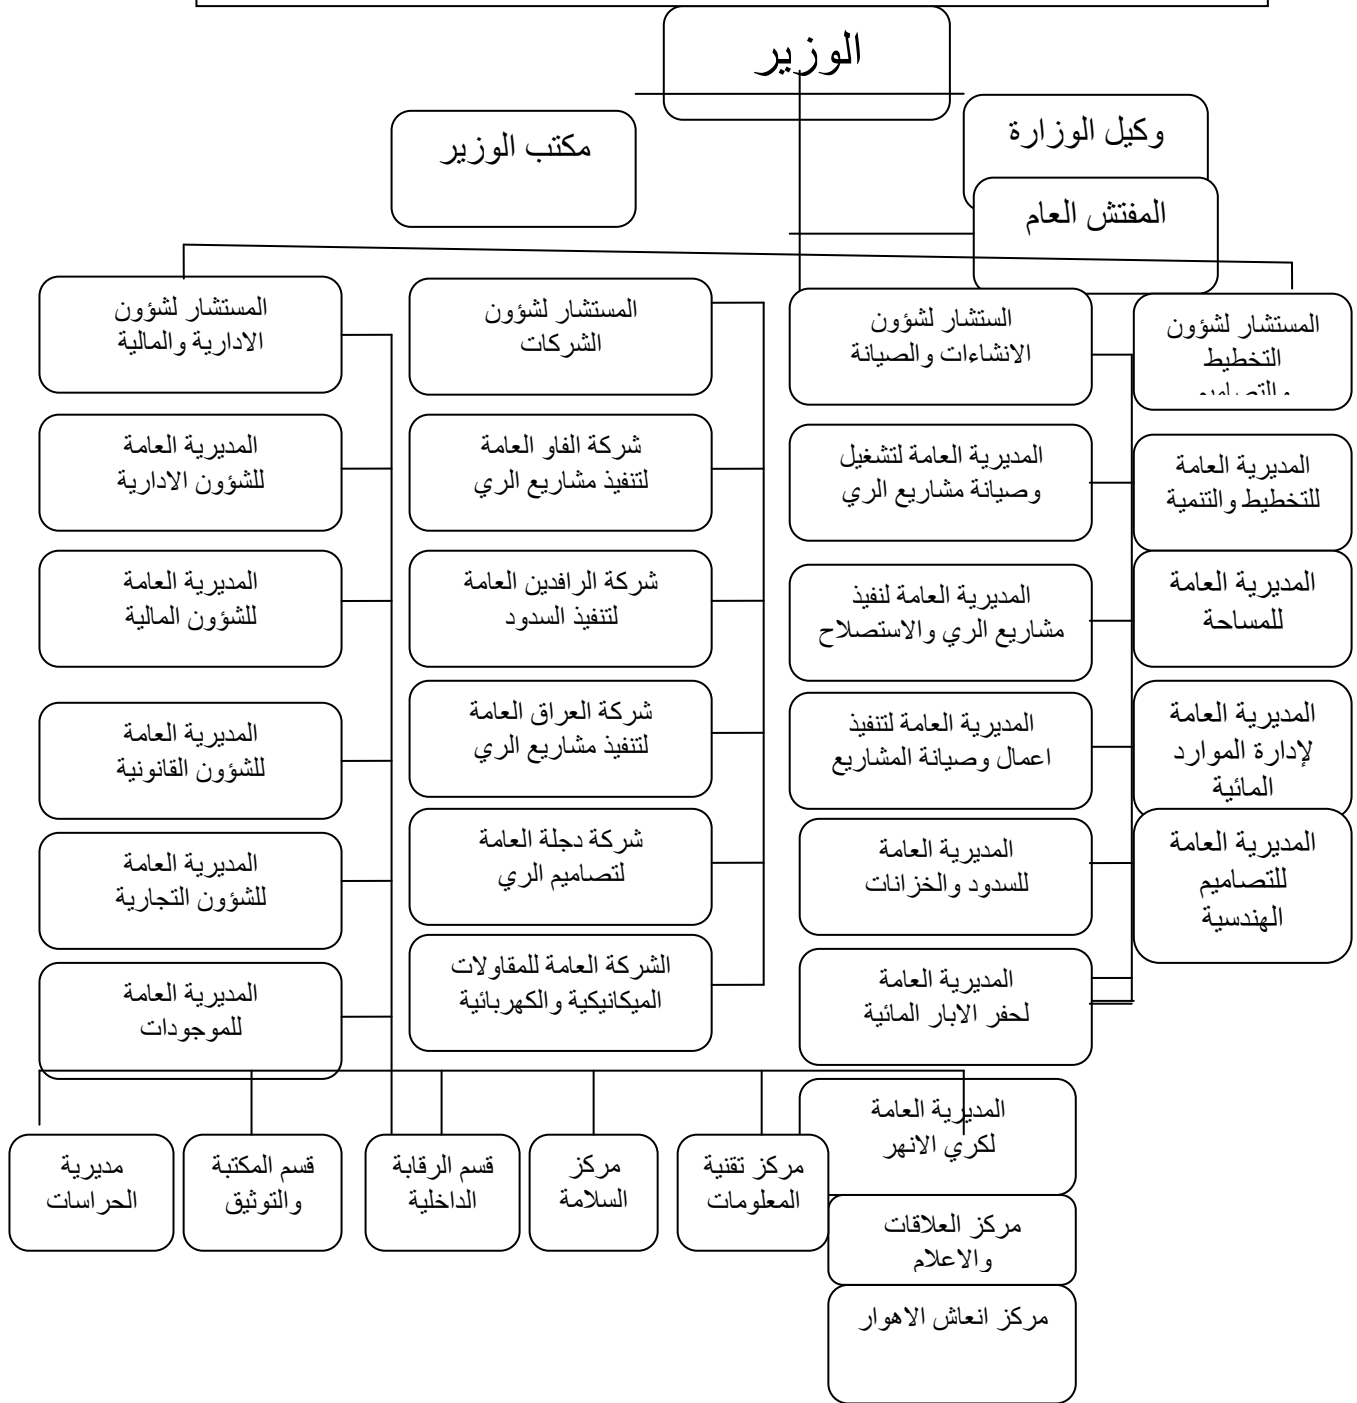 الوزير
وكيل الوزارة
مكتب الوزير
المفتش العام
المستشار لشؤون
التخطيط
والتصاميم
الستشار لشؤون
الانشاءات والصيانة
المستشار لشؤون
الشركات
المستشار لشؤون
الادارية والمالية
المديرية العامة
للتخطيط والتنمية
المديرية العامة لتشغيل
وصيانة مشاريع الري
شركة الفاو العامة
لتنفيذ مشاريع الري
المديرية العامة
للشؤون الادارية
المديرية العامة
للمساحة
المديرية العامة لنفيذ
مشاريع الري والاستصلاح
شركة الرافدين العامة
لتنفيذ السدود
المديرية العامة
للشؤون المالية
المديرية العامة
لإدارة الموارد
المائية
المديرية العامة لتنفيذ
اعمال وصيانة المشاريع
شركة العراق العامة
لتنفيذ مشاريع الري
المديرية العامة
للشؤون القانونية
المديرية العامة
للتصاميم
الهندسية
المديرية العامة
للسدود والخزانات
شركة دجلة العامة
لتصاميم الري
المديرية العامة
للشؤون التجارية
المديرية العامة
لحفر الابار المائية
الشركة العامة للمقاولات
الميكانيكية والكهربائية
المديرية العامة
للموجودات
المديرية العامة
لكري الانهر
مركز تقنية
المعلومات
مركز
السلامة
قسم الرقابة
الداخلية
قسم المكتبة
والتوثيق
مديرية
الحراسات
مركز العلاقات
والاعلام
مركز انعاش الاهوار